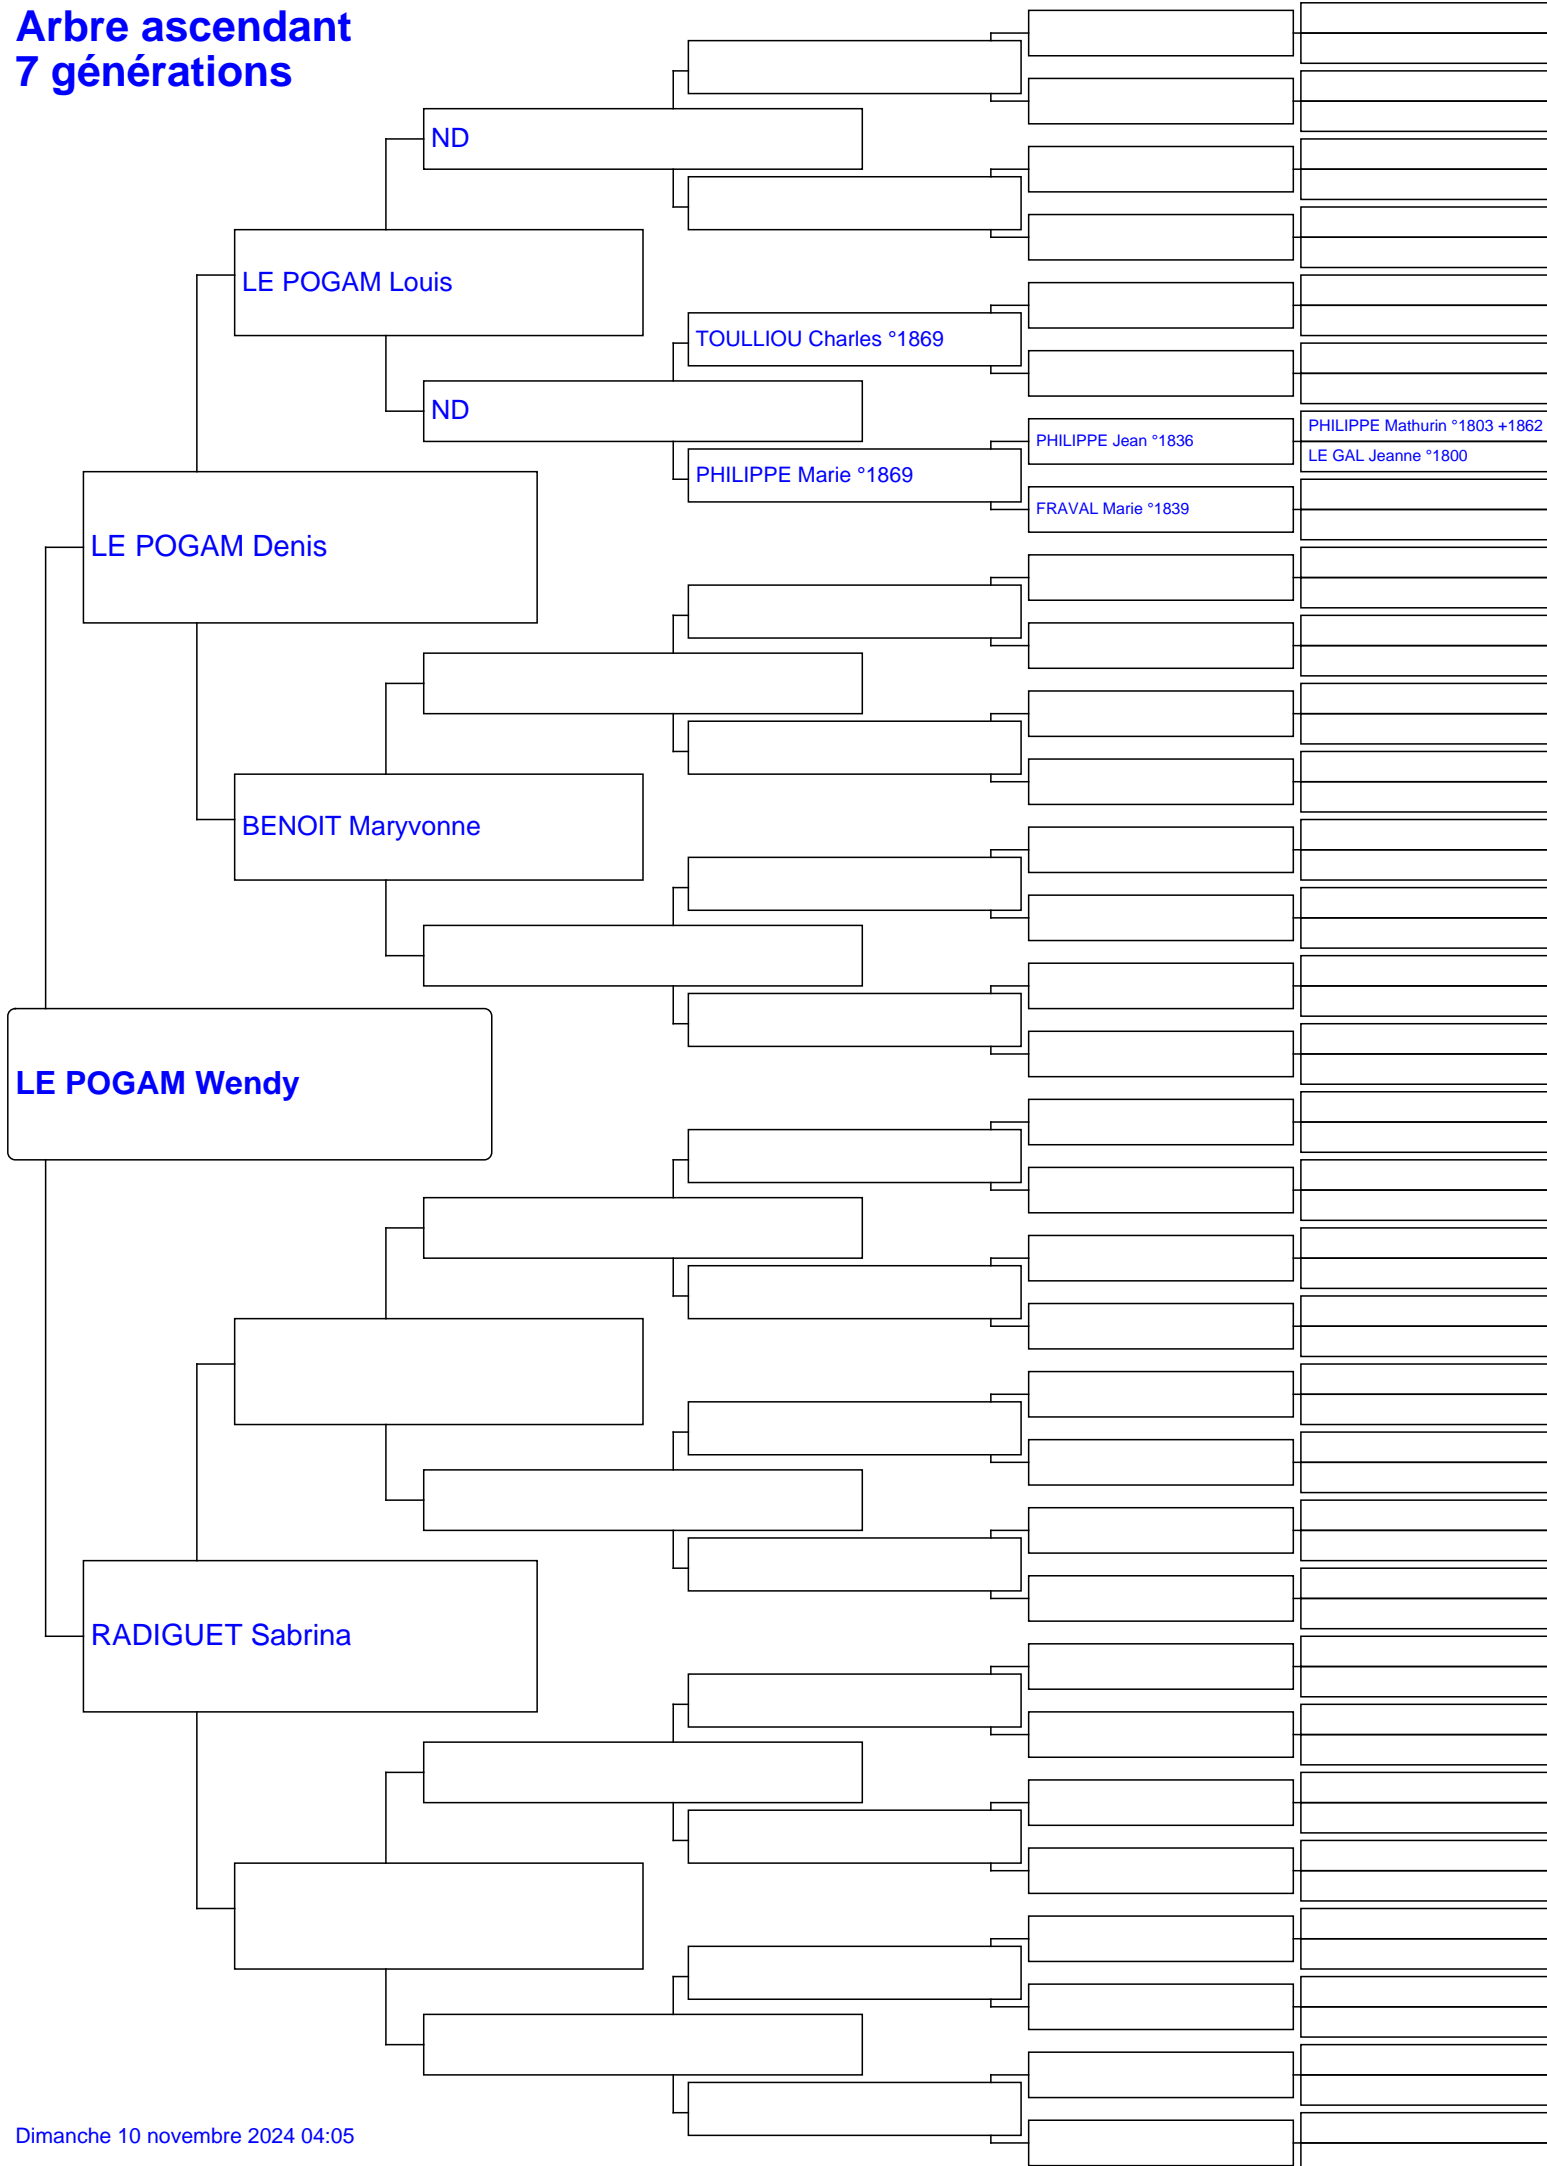 Arbre ascendant
7 générations
ND
LE POGAM Louis
TOULLIOU Charles °1869
ND
PHILIPPE Mathurin °1803 +1862
PHILIPPE Jean °1836
LE GAL Jeanne °1800
PHILIPPE Marie °1869
FRAVAL Marie °1839
LE POGAM Denis
BENOIT Maryvonne
LE POGAM Wendy
RADIGUET Sabrina
Dimanche 10 novembre 2024 04:05